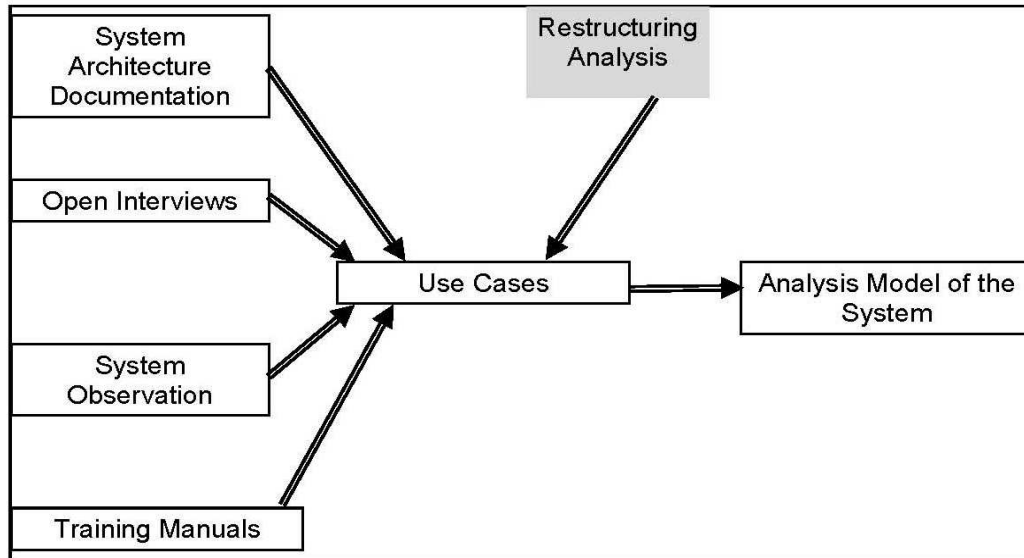 System
Architecture
Documentation
Restructuring
Analysis
Open Interviews
Use Cases
Analysis Model of the
System
System
Observation
Training Manuals